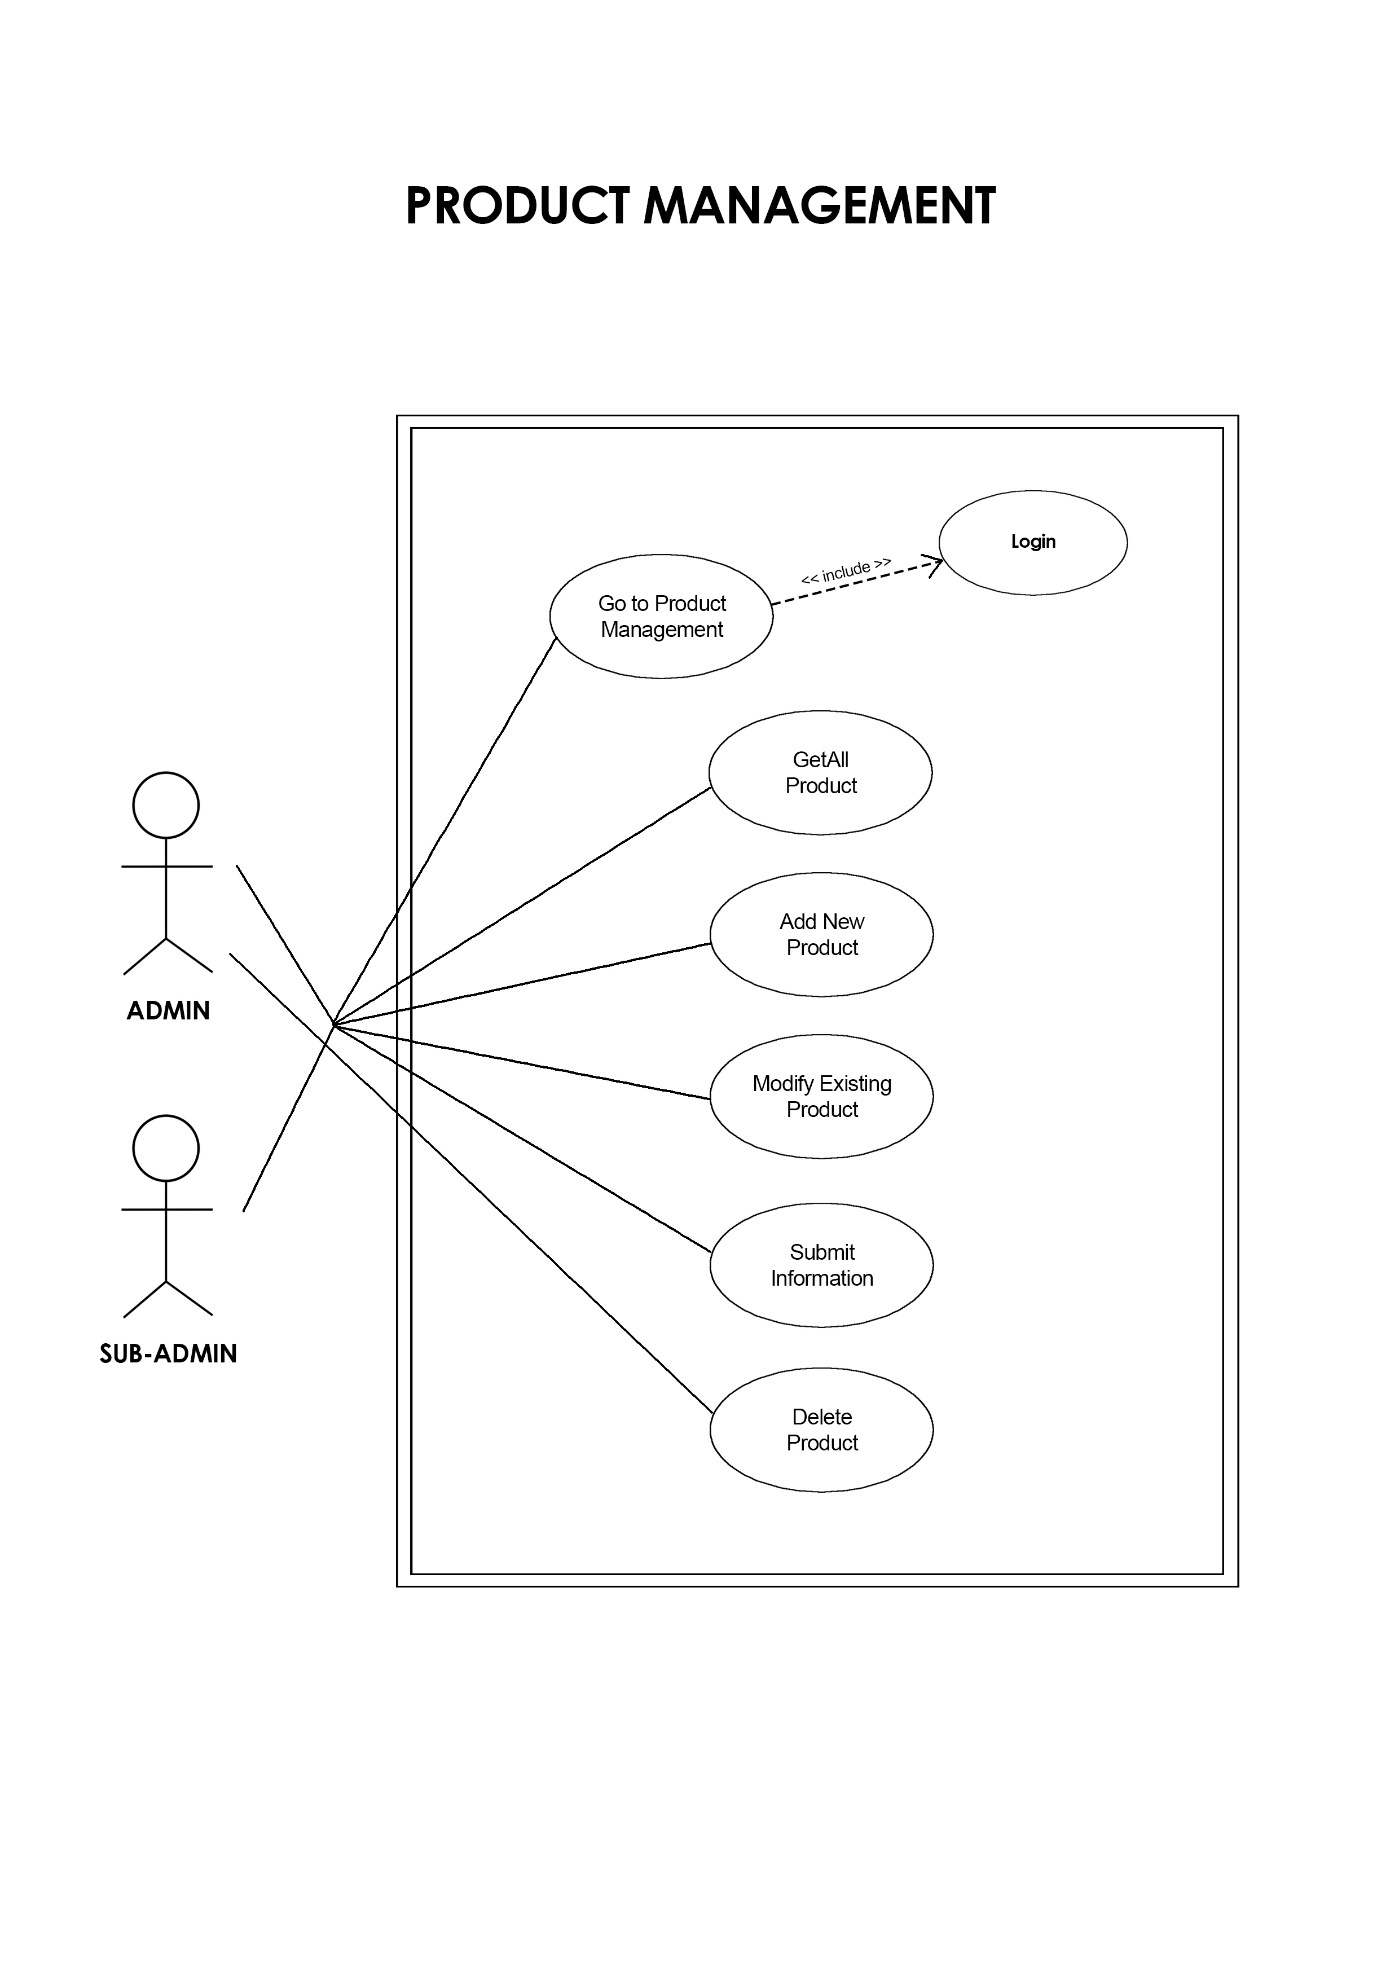 PRODUCT MANAGEMENT
Login
<< include >>
Go to Product
Management
GetAll
Product
Add New
Product
ADMIN
Modify Existing
Product
Submit
Information
SUB-ADMIN
Delete
Product